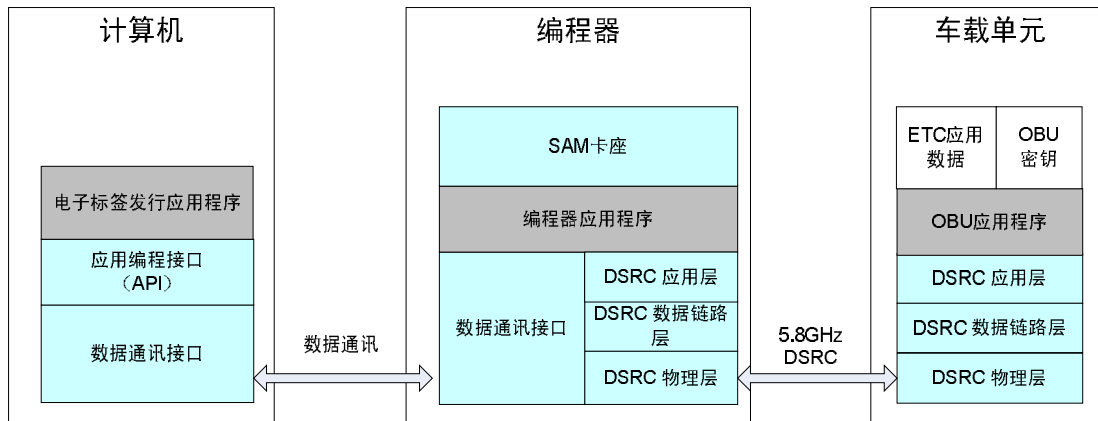 计算机
编程器
车载单元
电子标签发行应用程序
应用编程接口
（API）
数据通讯接口
数据通讯
SAM卡座
编程器应用程序
数据通讯接口
DSRC 应用层
DSRC 数据链路
层
DSRC 物理层
5.8GHz
DSRC
ETC应用
数据
OBU
密钥
OBU应用程序
DSRC 应用层
DSRC 数据链路层
DSRC 物理层